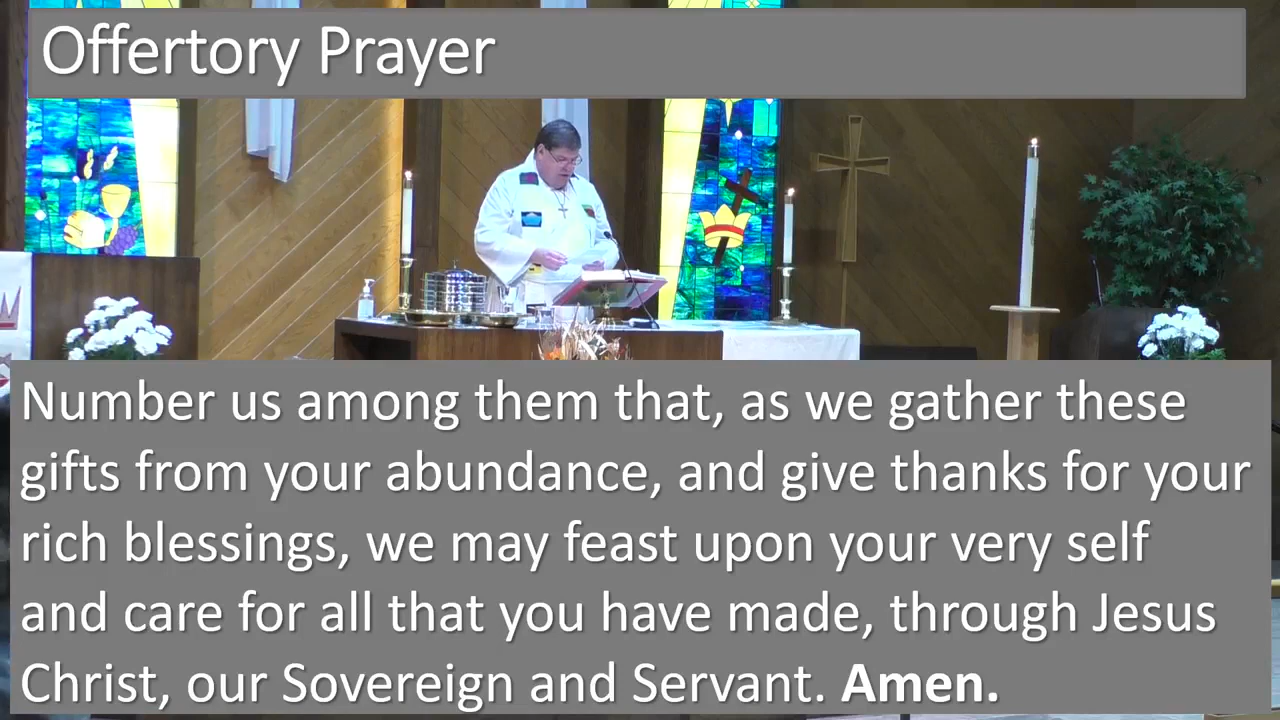 Offertory Prayer
Number us among them that, as we gather these
gifts from your abundance, and give thanks for your
rich blessings, we may feast upon your very self
and care for all that you have made, through Jesus
Christ, our Sovereign and Servant. Amen.